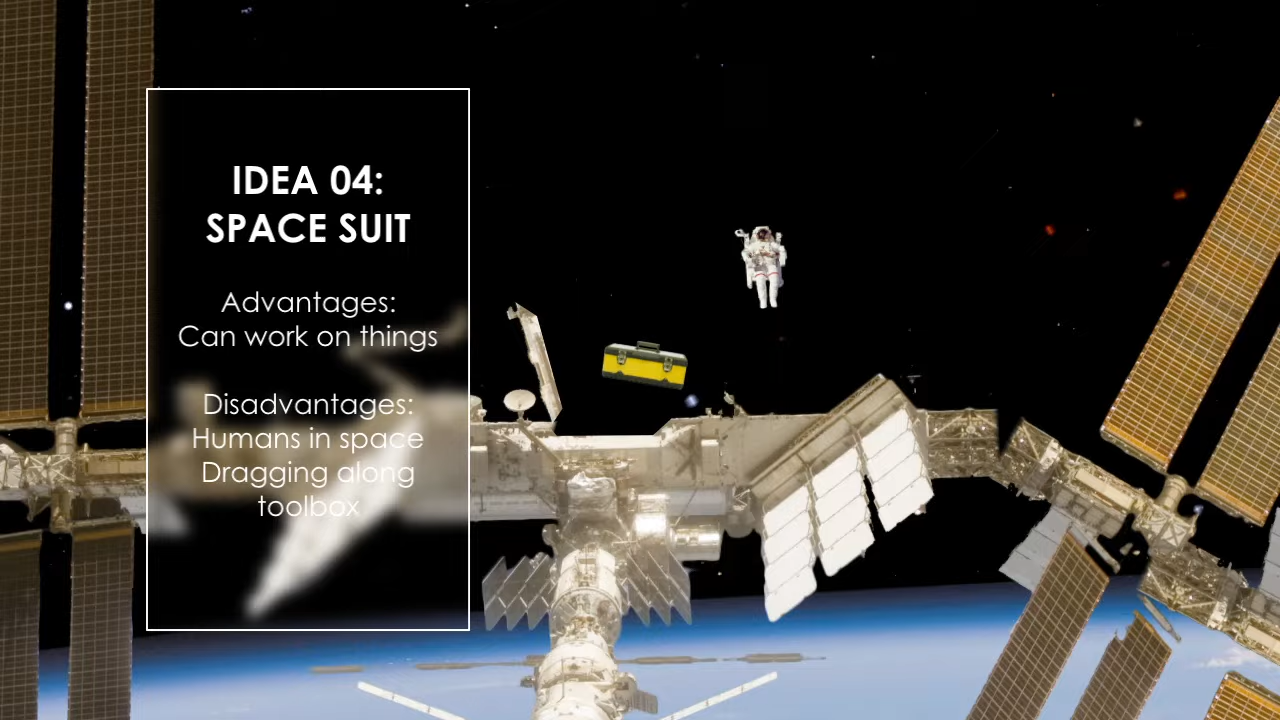 IDEA 04:
SPACE SUIT
Advantages:
Can work on things
Disadvantages:
Humans in space
Dragging along
toolbox